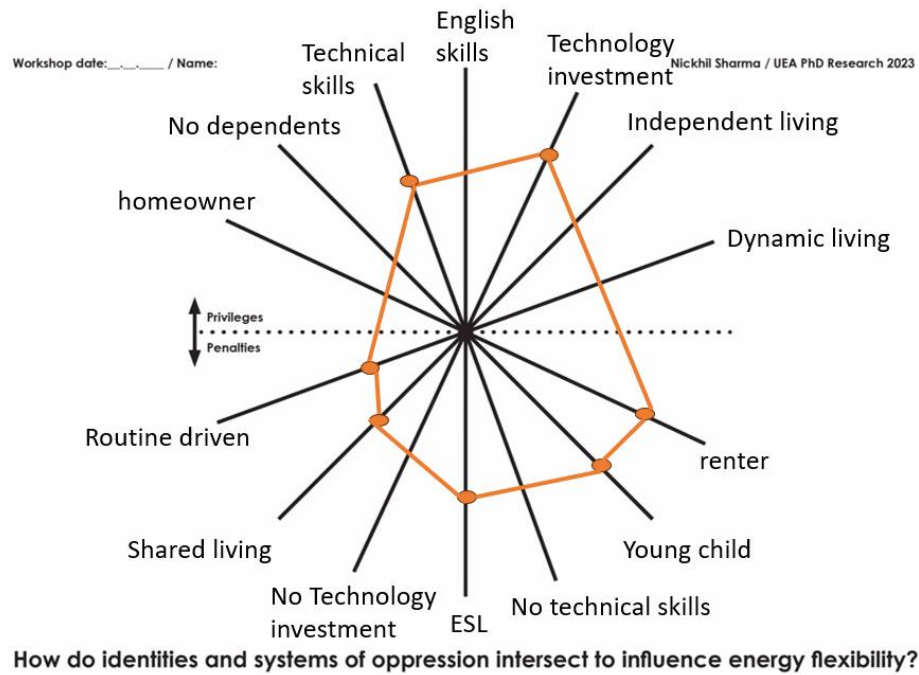 English
skills
Workshop date:__.__.____ / Name:
Technical
skills
Technology
investment
Nickhil Sharma / UEA PhD Research 2023
No dependents
Independent living
homeowner
Dynamic living
Privileges
Penalties
Routine driven
renter
Shared living
Young child
No Technology
investment
ESL
No technical skills
How do identities and systems of oppression intersect to influence energy flexibility?